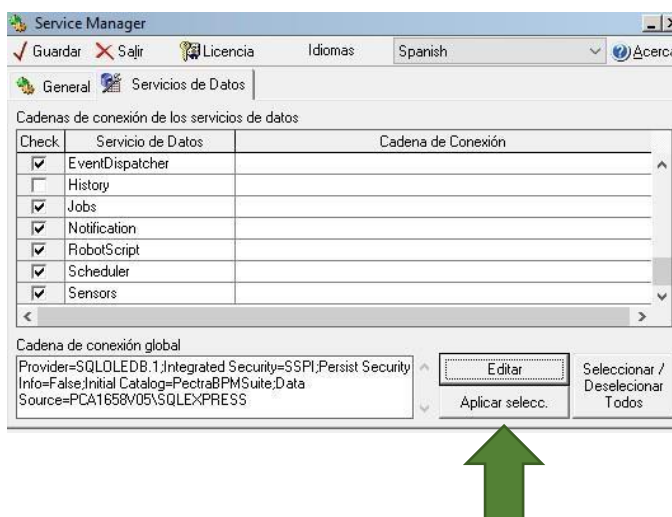 Service Manager
Guardar Salir Licencia Idiomas Spanish Acerca
General Servicios de Datos
Cadenas de conexión de los servicios de datos
Check Servicio de Datos Cadena de Conexión
EventDispatcher
History
Jobs
Notification
RobotScript
Scheduler
Sensors
Cadena de conexión global
Provider=SQLOLEDB.1;Integrated Security=SSPI;Persist Security
Info=False;Initial Catalog=PectraBPMSuite;Data
Source=PCA1658V05\SQLEXPRESS
Editar
Aplicar selecc.
Seleccionar /
Deselecionar
Todos